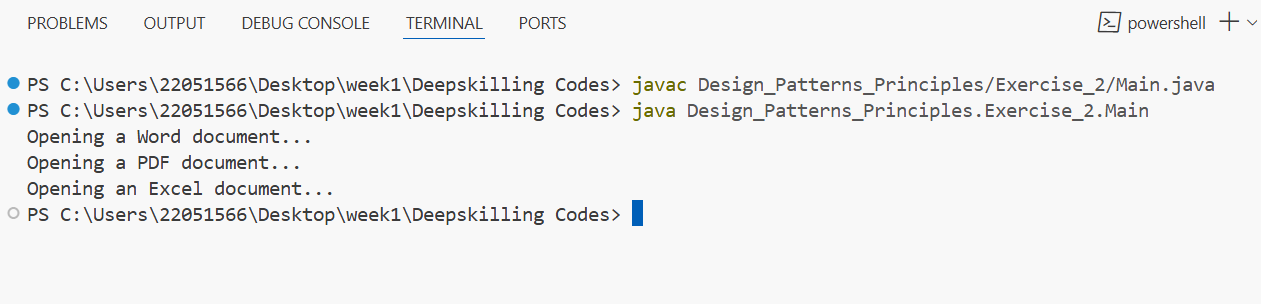 PROBLEMS OUTPUT DEBUG CONSOLE TERMINAL PORTS powershell
PS C:\Users\22051566\Desktop\week1\Deepskilling Codes> javac Design_Patterns_Principles/Exercise_2/Main.java
PS C:\Users\22051566\Desktop\week1\Deepskilling Codes> java Design_Patterns_Principles.Exercise_2.Main
Opening a Word document...
Opening a PDF document...
Opening an Excel document...
PS C:\Users\22051566\Desktop\week1\Deepskilling Codes>